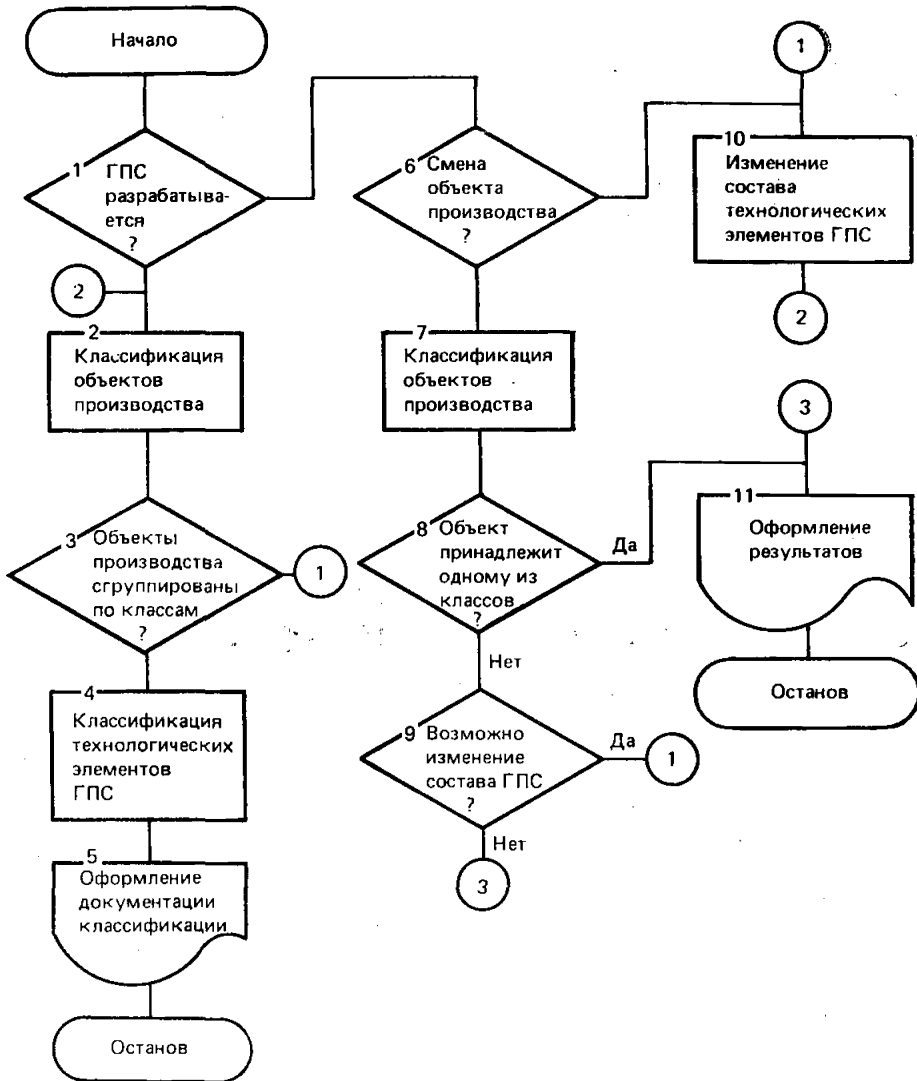 Начало
1 ГПС
разрабатыва-
ется
?
2
2
Классификация
объектов
производства
3 Объекты
производства
сгруппированы
по классам
?
1
4
Классификация
технологических
элементов
ГПС
5
Оформление
документации
классификации
Останов
6 Смена
объекта
производства
?
7
Классификация
объектов
производства
8 Объект
принадлежит
одному из
классов
?
Да
Нет
9 Возможно
изменение
состава ГПС
?
Да
1
Нет
3
1
10
Изменение
состава
технологических
элементов ГПС
2
3
11
Оформление
результатов
Останов